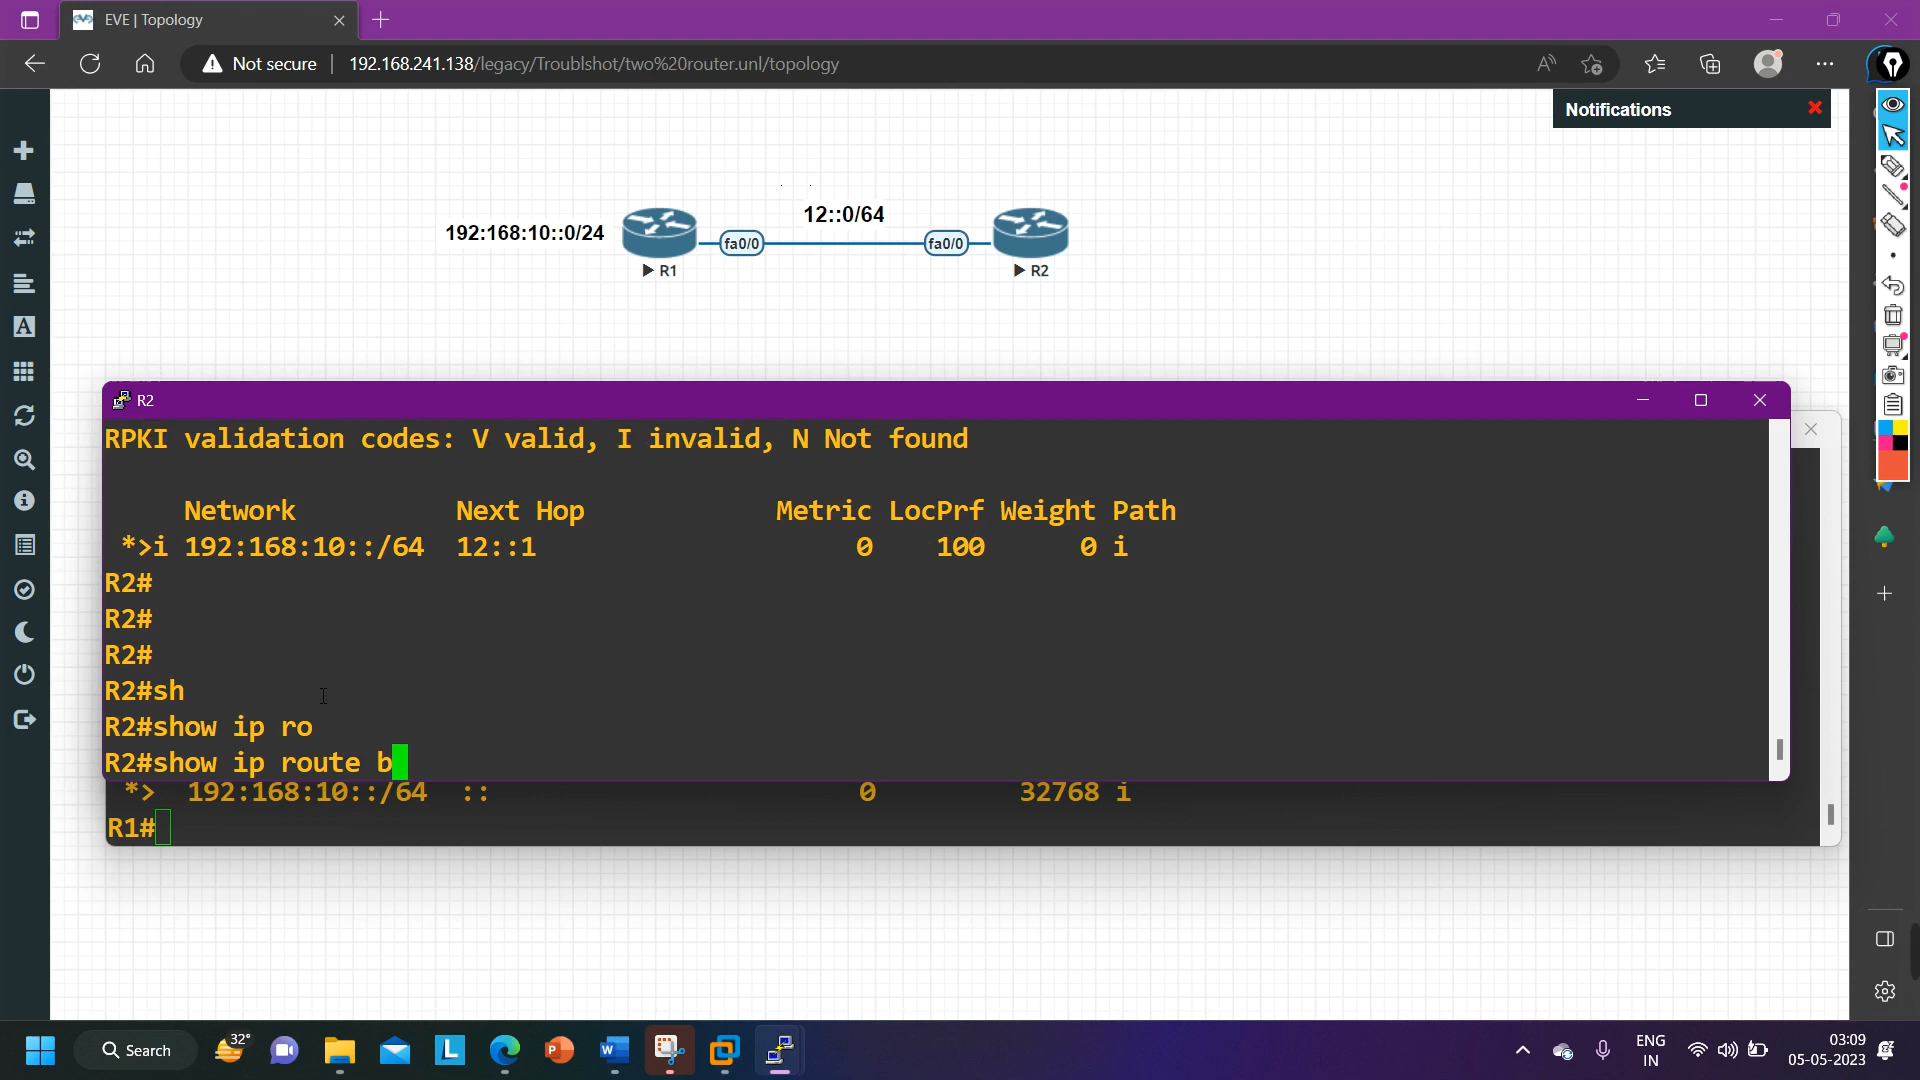 EVE | Topology
Not secure
192.168.241.138/legacy/Troublshot/two%20router.unl/topology
Notifications
12::0/64
192:168:10::0/24
fa0/0
fa0/0
R1
R2
R2
RPKI validation codes: V valid, I invalid, N Not found
Network Next Hop Metric LocPrf Weight Path
*>i 192:168:10::/64 12::1 0 100 0 i
R2#
R2#
R2#
R2#sh
R2#show ip ro
R2#show ip route b
*> 192:168:10::/64 :: 0 32768 i
R1#
32°
Search
ENG
IN
03:09
05-05-2023